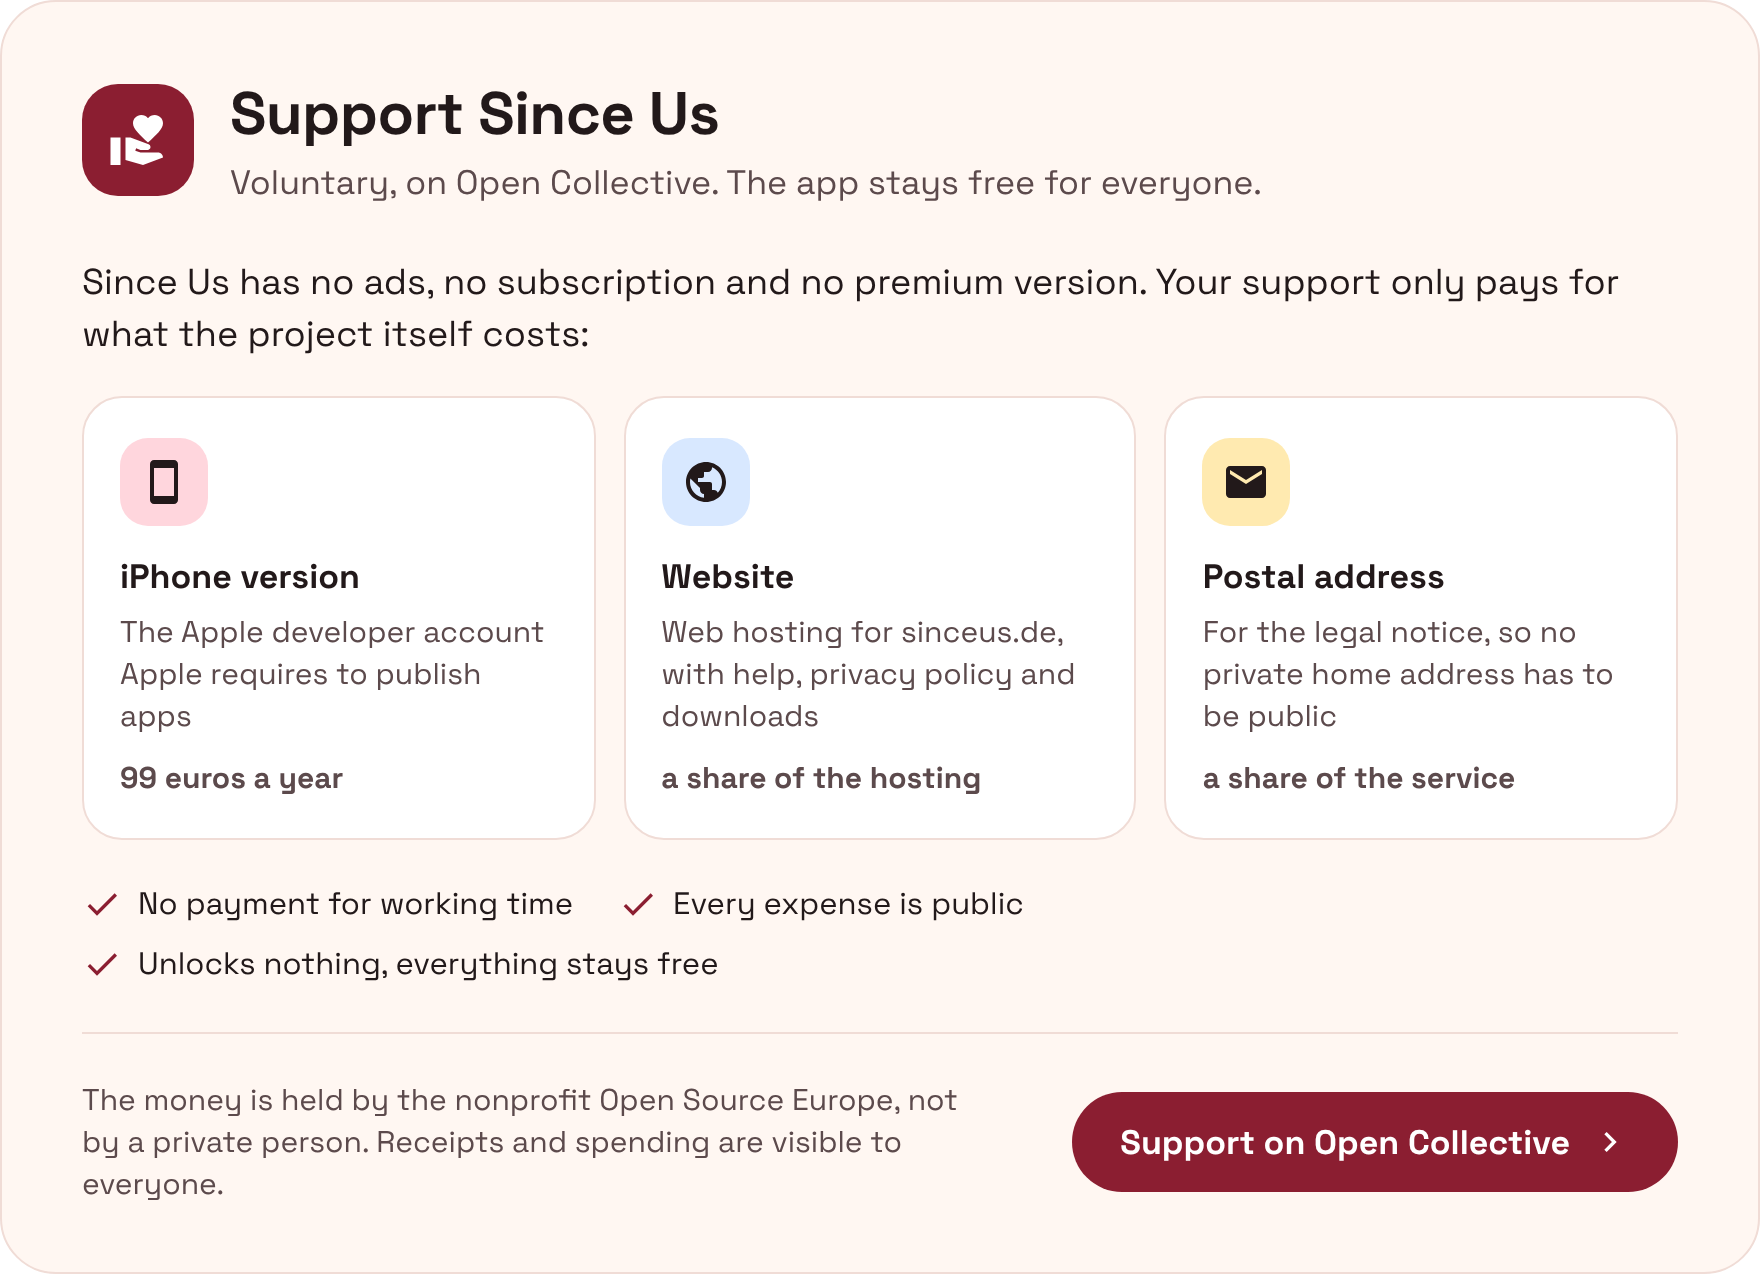 Support Since Us
Voluntary, on Open Collective. The app stays free for everyone.
Since Us has no ads, no subscription and no premium version. Your support only pays for
what the project itself costs:
iPhone version
The Apple developer account
Apple requires to publish
apps
99 euros a year
Website
Web hosting for sinceus.de,
with help, privacy policy and
downloads
a share of the hosting
Postal address
For the legal notice, so no
private home address has to
be public
a share of the service
No payment for working time
Every expense is public
Unlocks nothing, everything stays free
The money is held by the nonprofit Open Source Europe, not
by a private person. Receipts and spending are visible to
everyone.
Support on Open Collective